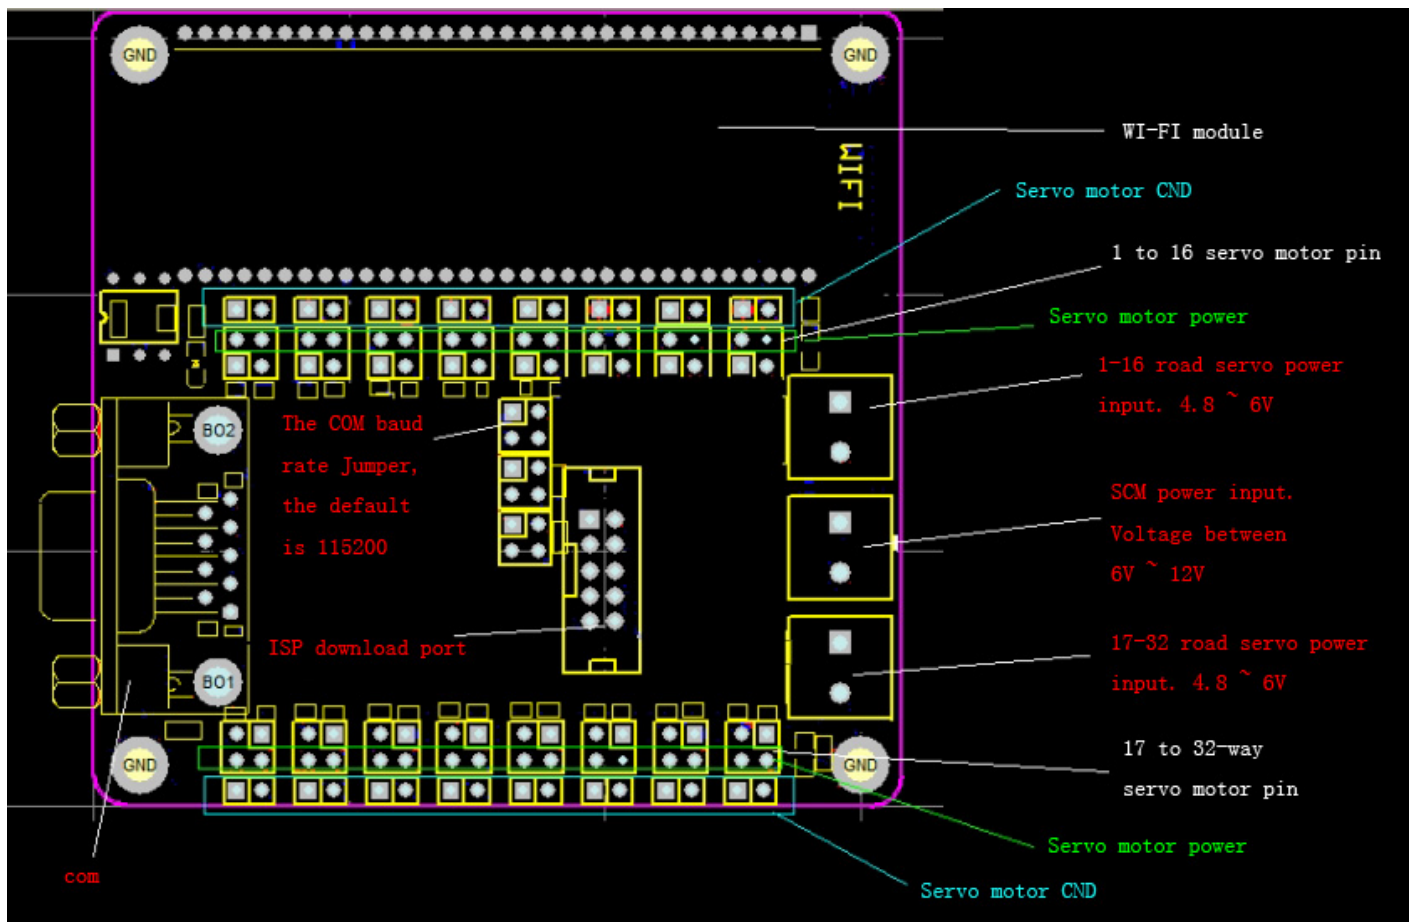 GND
GND
WI-FI module
WIFI
Servo motor CND
1 to 16 servo motor pin
Servo motor power
1-16 road servo power
input. 4.8 ~ 6V
BO2
The COM baud
rate Jumper,
the default
is 115200
SCM power input.
Voltage between
6V ~ 12V
ISP download port
17-32 road servo power
input. 4.8 ~ 6V
BO1
GND
GND
17 to 32-way
servo motor pin
Servo motor power
com
Servo motor CND